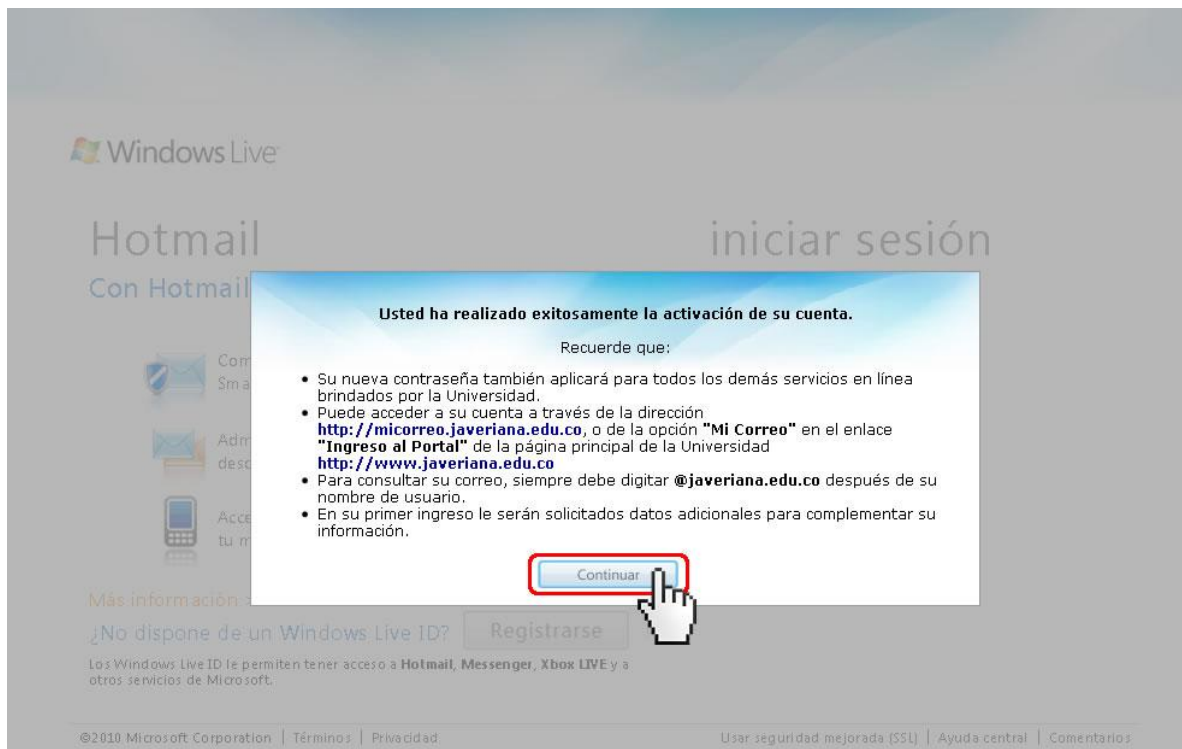 Windows Live
Hotmail
iniciar sesión
Con Hotmail
Usted ha realizado exitosamente la activación de su cuenta.
Recuerde que:
• Su nueva contraseña también aplicará para todos los demás servicios en línea
brindados por la Universidad.
• Puede acceder a su cuenta a través de la dirección
http://micorreo.javeriana.edu.co, o de la opción "Mi Correo" en el enlace
"Ingreso al Portal" de la página principal de la Universidad
http://www.javeriana.edu.co
• Para consultar su correo, siempre debe digitar @javeriana.edu.co después de su
nombre de usuario.
• En su primer ingreso le serán solicitados datos adicionales para complementar su
información.
Continuar
Más información
¿No dispone de un Windows Live ID?
Registrarse
Los Windows Live ID le permiten tener acceso a Hotmail, Messenger, Xbox LIVE y a
otros servicios de Microsoft.
©2010 Microsoft Corporation | Términos | Privacidad
Usar seguridad mejorada (SSL) | Ayuda central | Comentarios